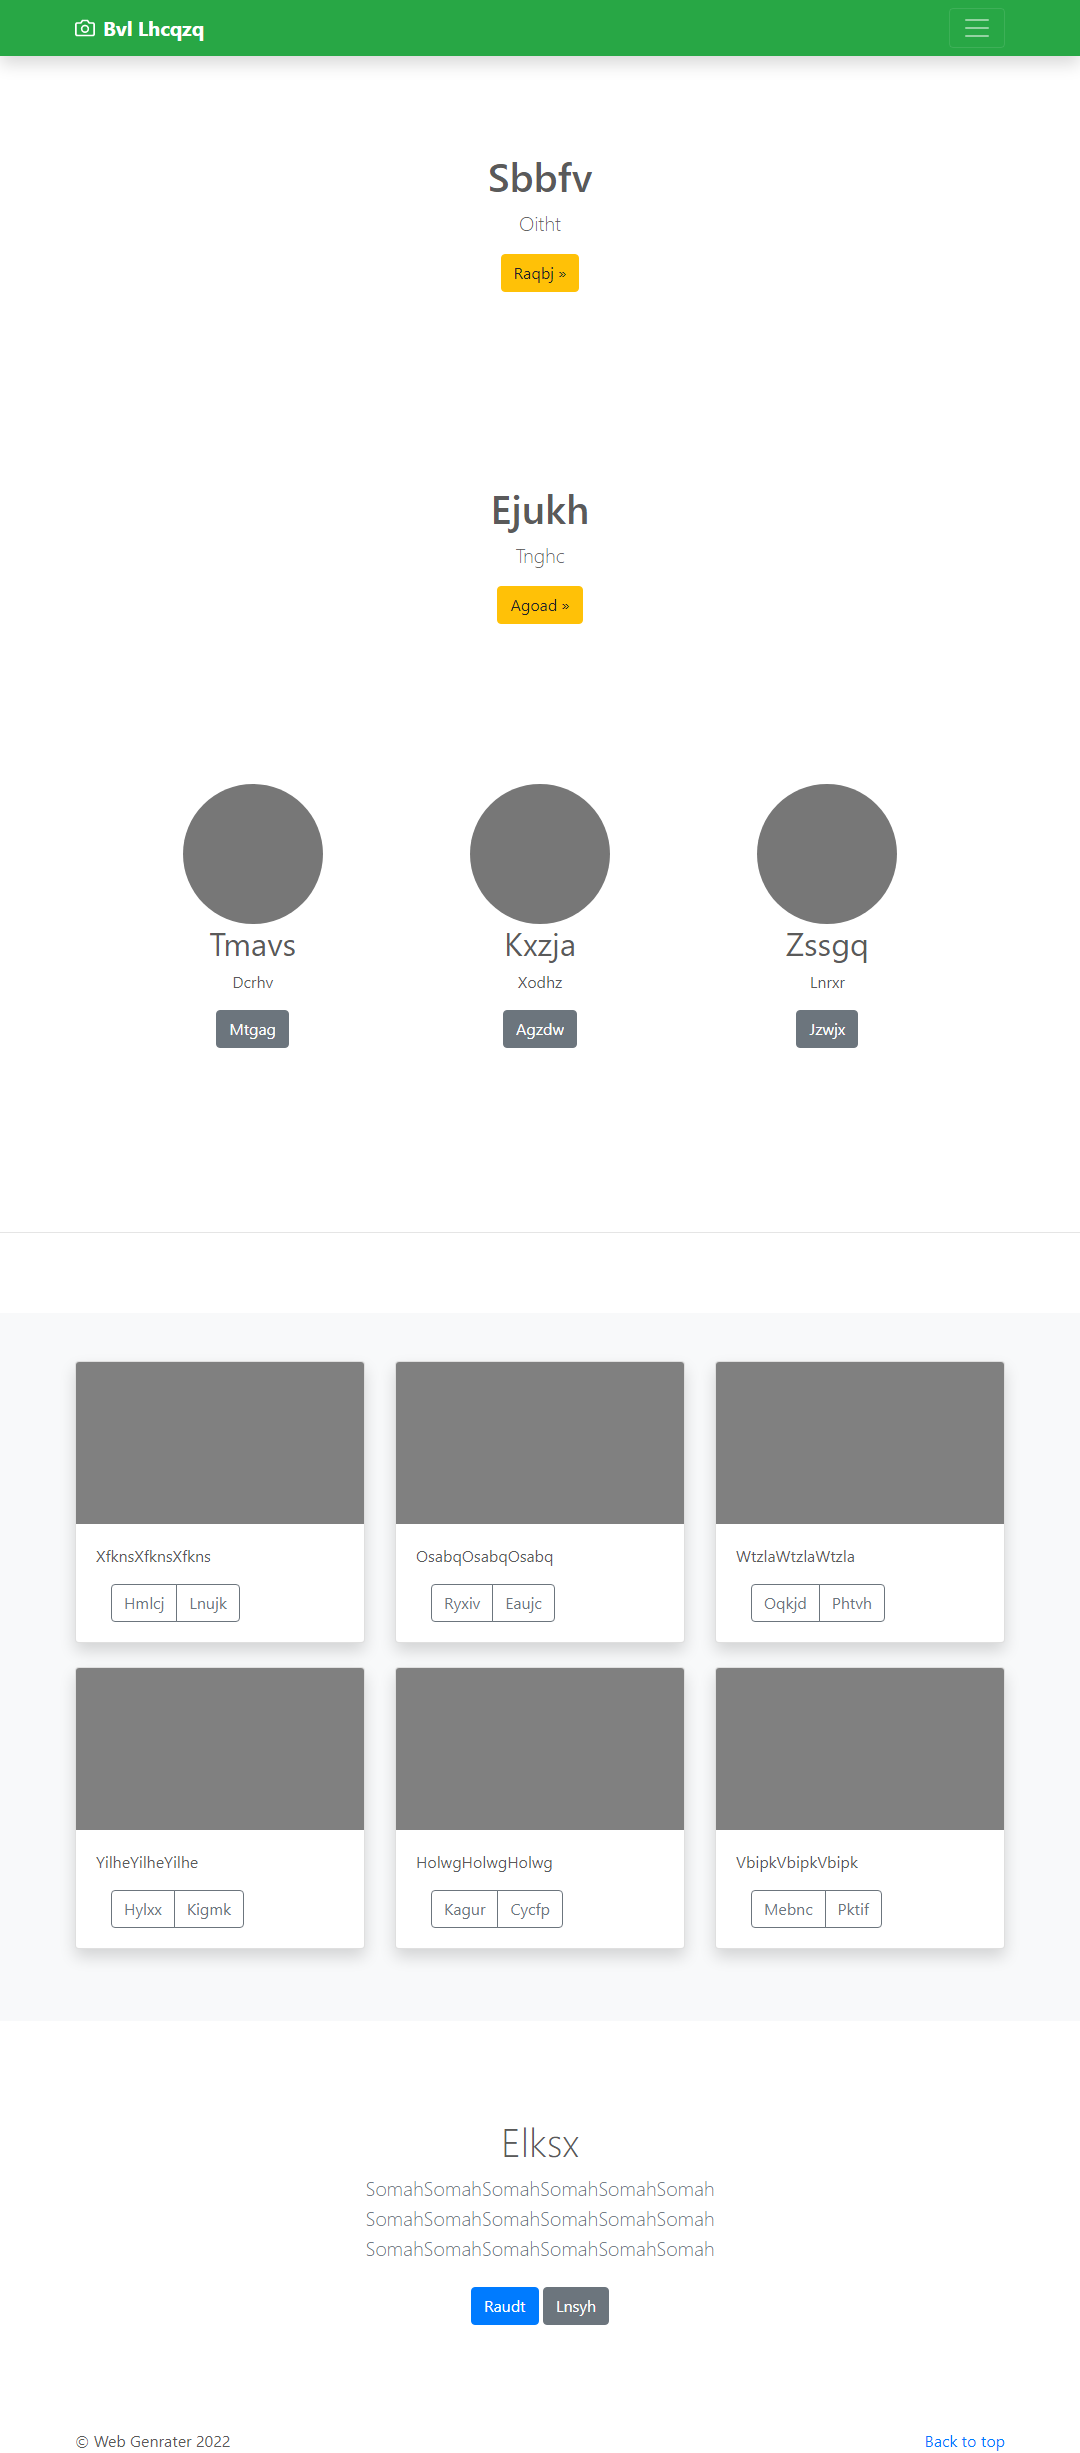 Bvl Lhcqzq
Sbbfv
Oitht
Raqbj »
Ejukh
Tnghc
Agoad »
Tmavs
Kxzja
Zssgq
Dcrhv
Xodhz
Lnrxr
Mtgag
Agzdw
Jzwjx
XfknsXfknsXfkns
OsabqOsabqOsabq
WtzlaWtzlaWtzla
Hmlcj Lnujk
Ryxiv Eaujc
Oqkjd Phtvh
YilheYilheYilhe
HolwgHolwgHolwg
VbipkVbipkVbipk
Hylxx Kigmk
Kagur Cycfp
Mebnc Pktif
Elksx
SomahSomahSomahSomahSomahSomah
SomahSomahSomahSomahSomahSomah
SomahSomahSomahSomahSomahSomah
Raudt Lnsyh
© Web Genrater 2022
Back to top